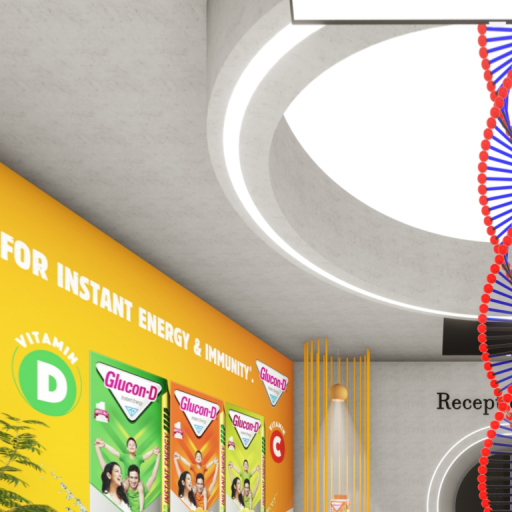 FOR INSTANT ENERGY & IMMUNITY*.
VITAMIN
D
Glucon-D
Glucon-D
Glucon-D
Glucon-D
VITAMIN
C
Recept